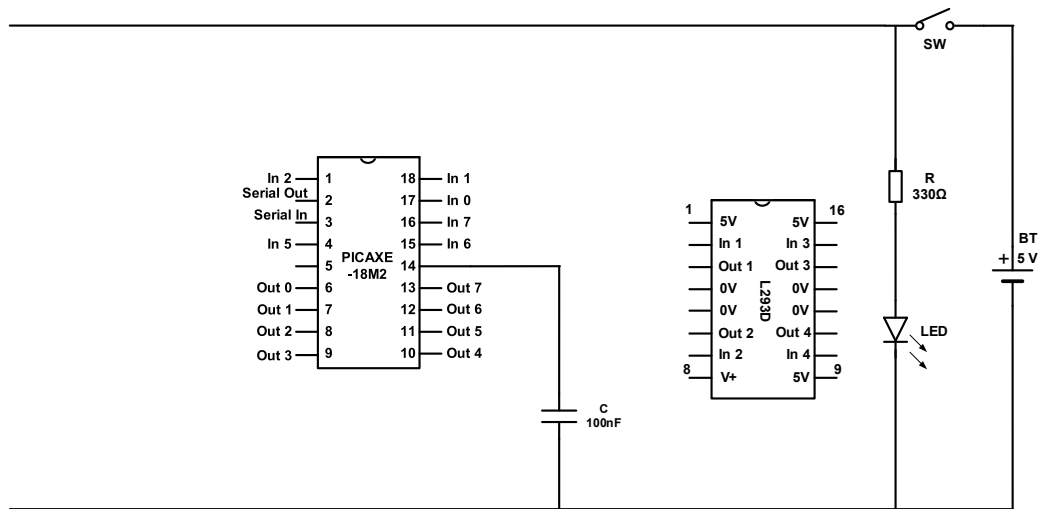 SW
R
330Ω
BT
+ 5 V
LED
In 2 1 18 In 1
Serial Out 2 17 In 0
Serial In 3 16 In 7
In 5 4 15 In 6
PICAXE
-18M2
5 14
Out 0 6 13 Out 7
Out 1 7 12 Out 6
Out 2 8 11 Out 5
Out 3 9 10 Out 4
C
100nF
1 5V 5V 16
In 1 In 3
Out 1 Out 3
0V 0V
0V 0V
Out 2 Out 4
In 2 In 4
8 V+ 5V 9
L293D